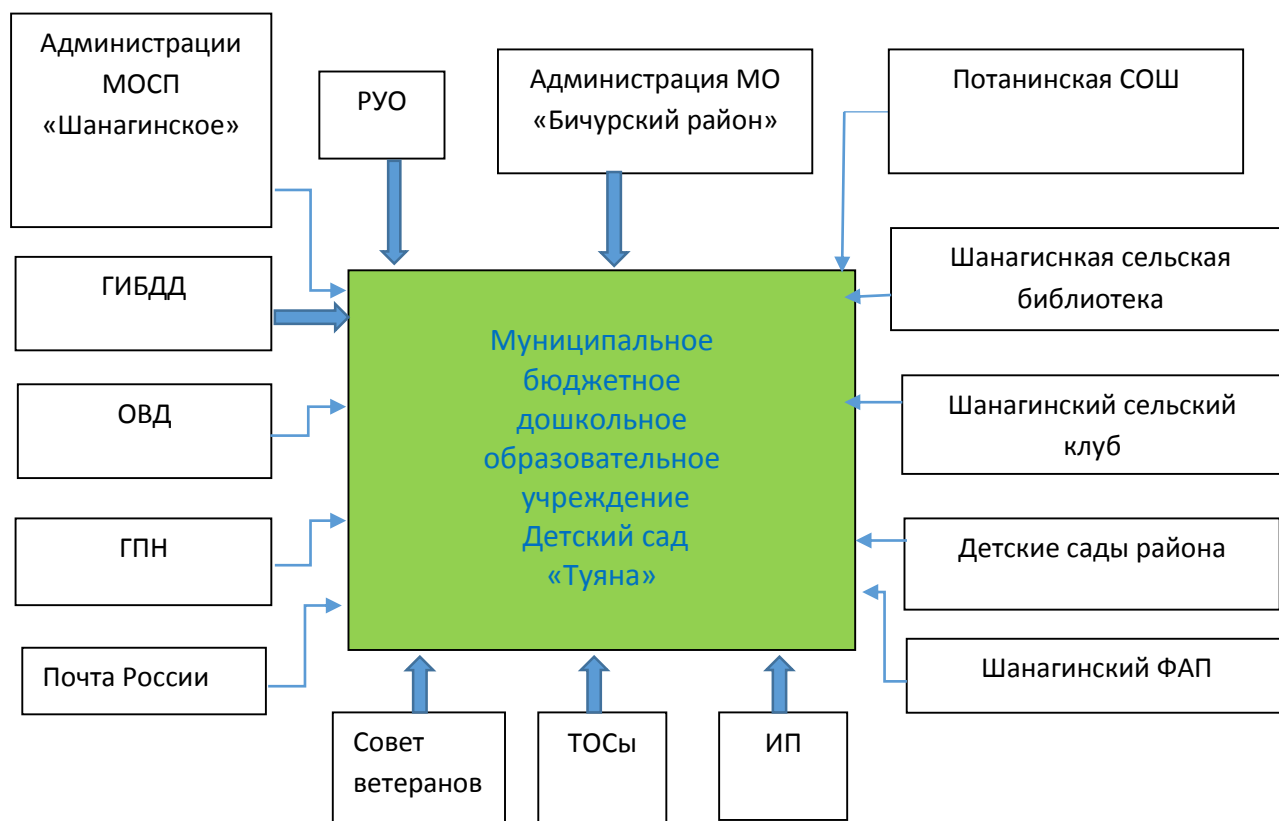 Администрации
МОСП
«Шанагинское»
РУО
Администрация МО
«Бичурский район»
Потанинская СОШ
ГИБДД
Шанагиснкая сельская
библиотека
Муниципальное
бюджетное
дошкольное
образовательное
учреждение
Детский сад
«Туяна»
ОВД
Шанагинский сельский
клуб
ГПН
Детские сады района
Почта России
Шанагинский ФАП
Совет
ветеранов
ТОСы
ИП